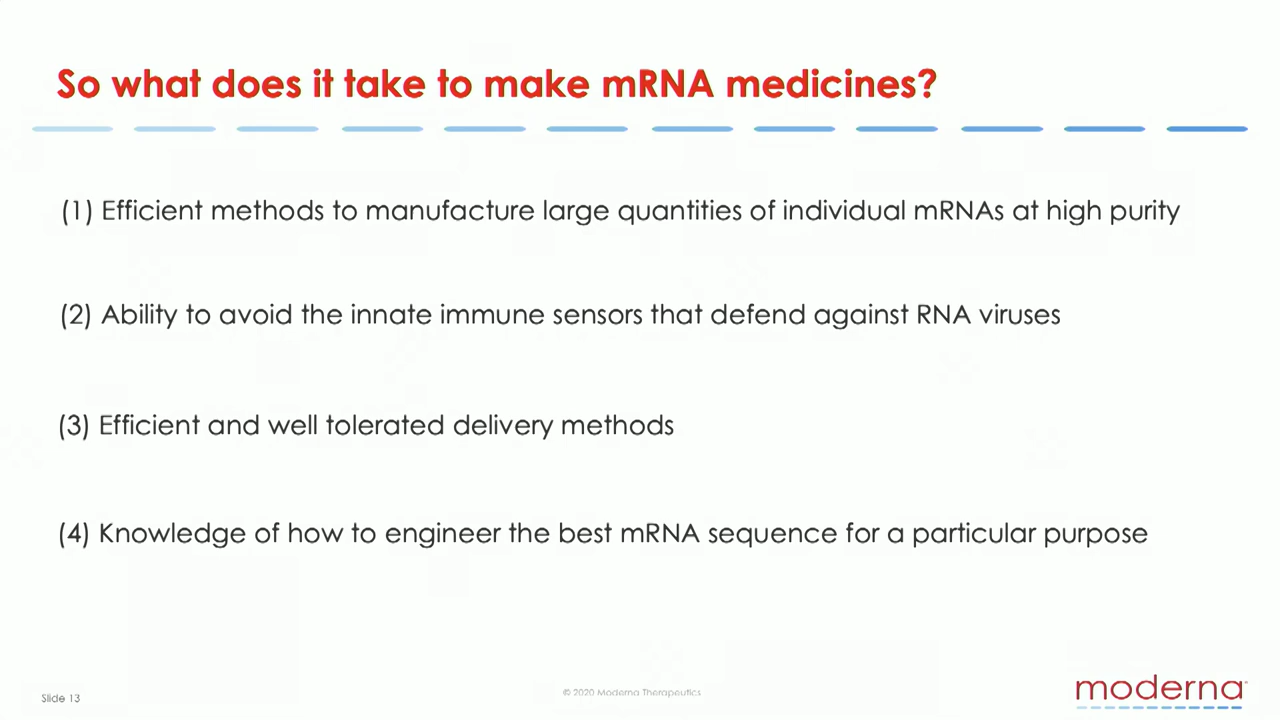 So what does it take to make mRNA medicines?
(1) Efficient methods to manufacture large quantities of individual mRNAs at high purity
(2) Ability to avoid the innate immune sensors that defend against RNA viruses
(3) Efficient and well tolerated delivery methods
(4) Knowledge of how to engineer the best mRNA sequence for a particular purpose
Slide 13
© 2020 Moderna Therapeutics
moderna